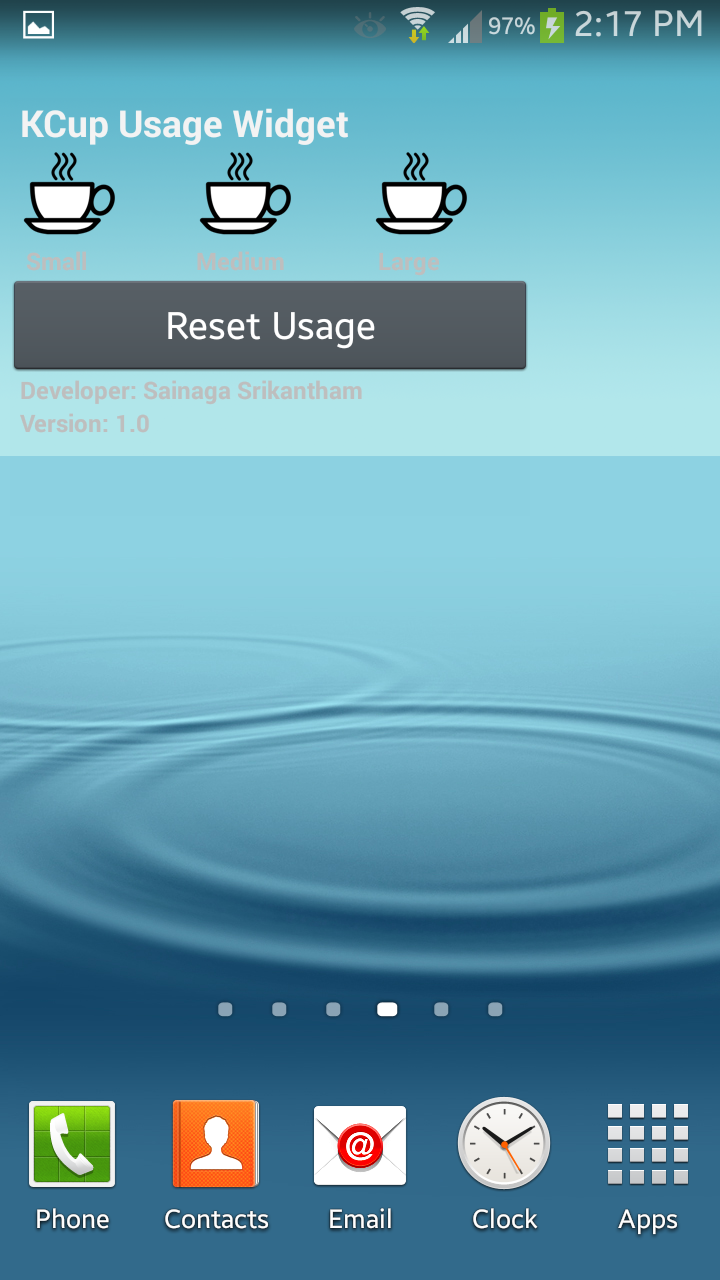 97% 2:17 PM
KCup Usage Widget
Small Medium Large
Reset Usage
Developer: Sainaga Srikantham
Version: 1.0
@
Phone Contacts Email Clock Apps